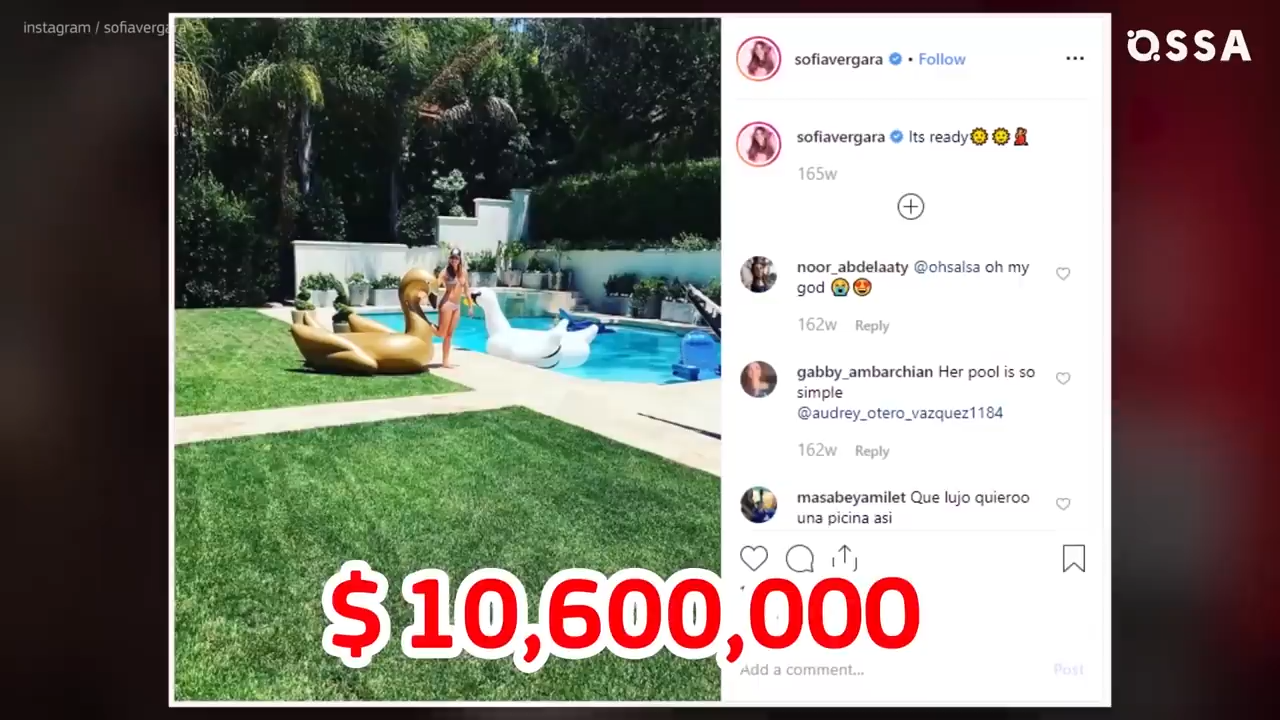 instagram / sofiavergara
OSSA
sofiavergara • Follow
sofiavergara Its ready🌞🌞💃
165w
noor_abdelaaty @ohsalsa oh my
god 😭😍
162w Reply
gabby_ambarchian Her pool is so
simple
@audrey_otero_vazquez1184
162w Reply
masabeyamilet Que lujo quieroo
una picina asi
$ 10,600,000
Add a comment...
Post